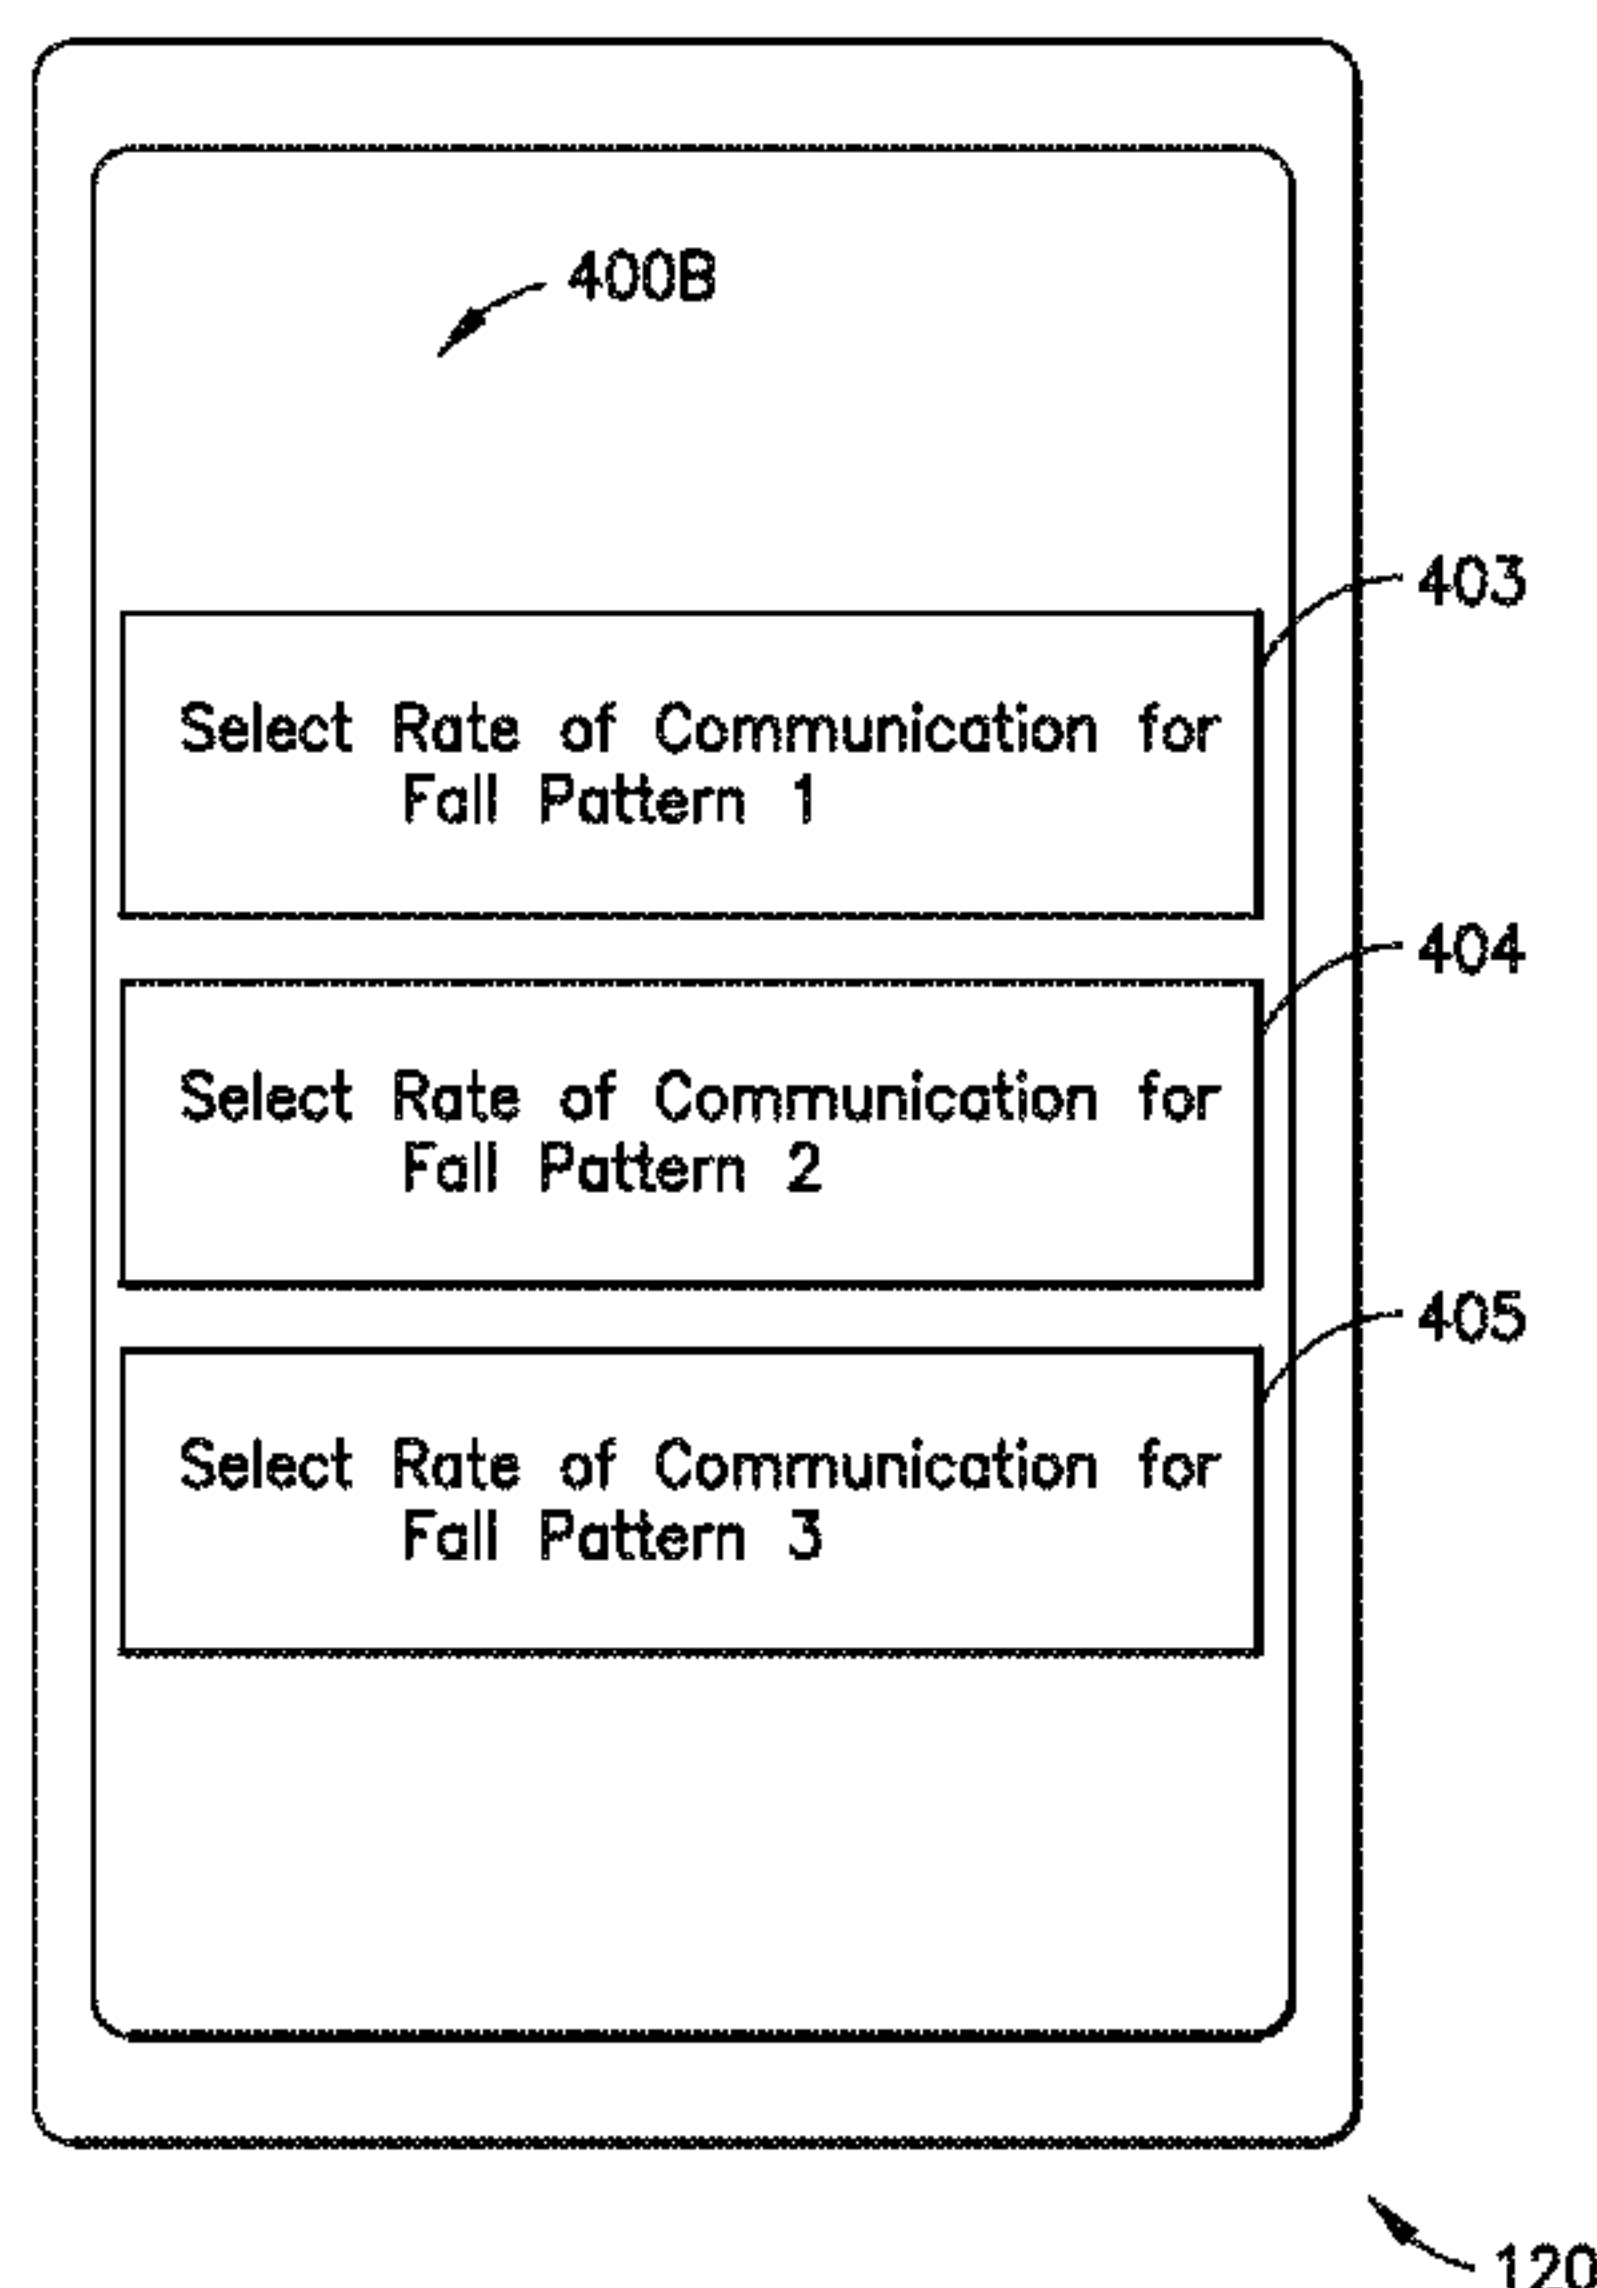 400B
403
Select Rate of Communication for
Fall Pattern 1
404
Select Rate of Communication for
Fall Pattern 2
405
Select Rate of Communication for
Fall Pattern 3
120